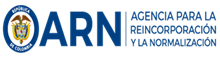 REPÚBLICA
DE COLOMBIA
ARN
AGENCIA PARA LA
REINCORPORACIÓN
Y LA NORMALIZACIÓN